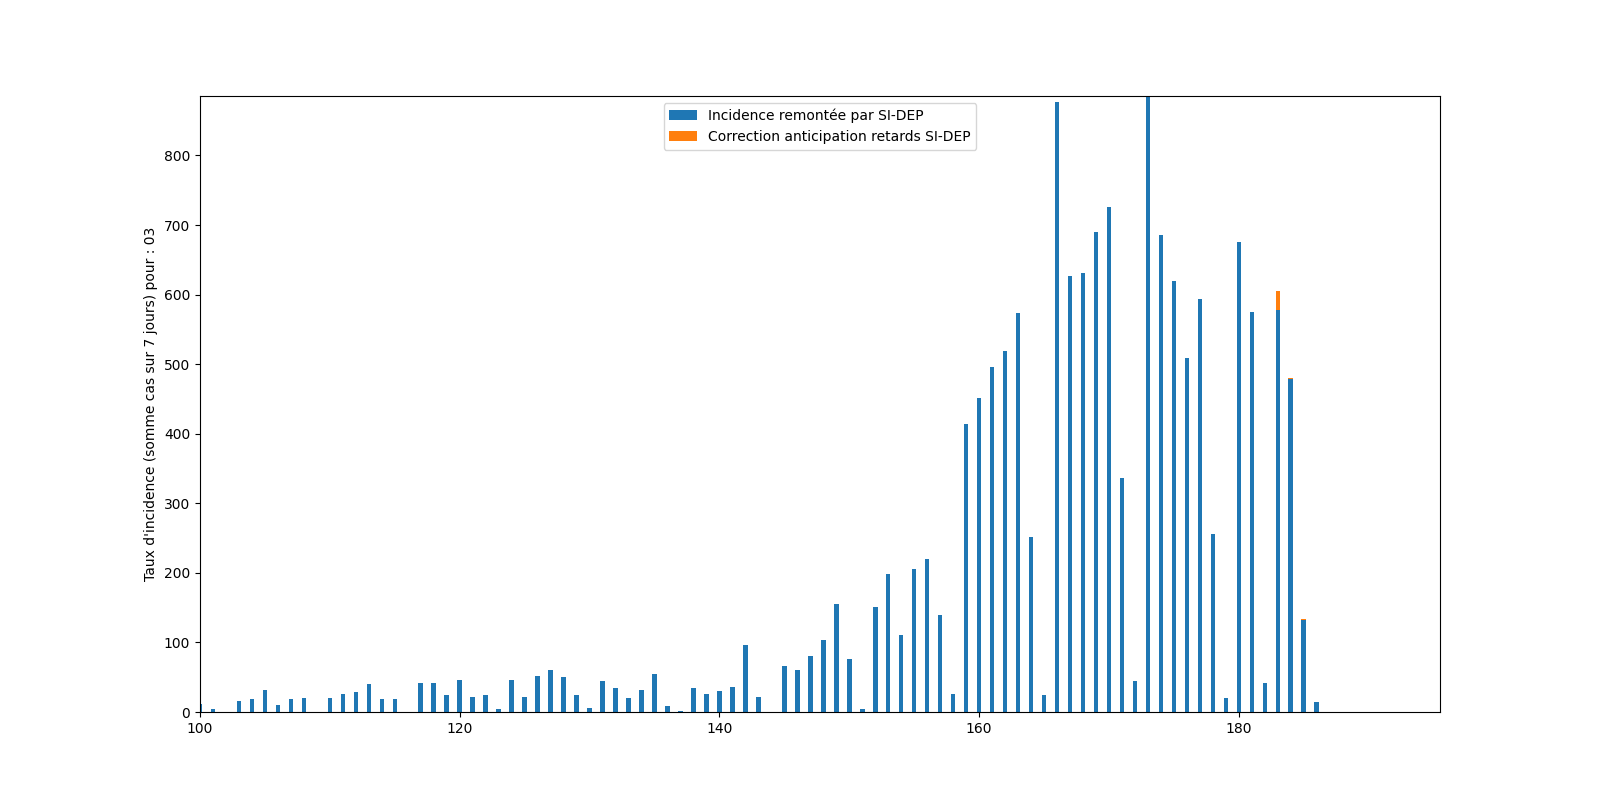 Incidence remontée par SI-DEP
Correction anticipation retards SI-DEP
Taux d'incidence (somme cas sur 7 jours) pour : 03
800
700
600
500
400
300
200
100
0
100 120 140 160 180